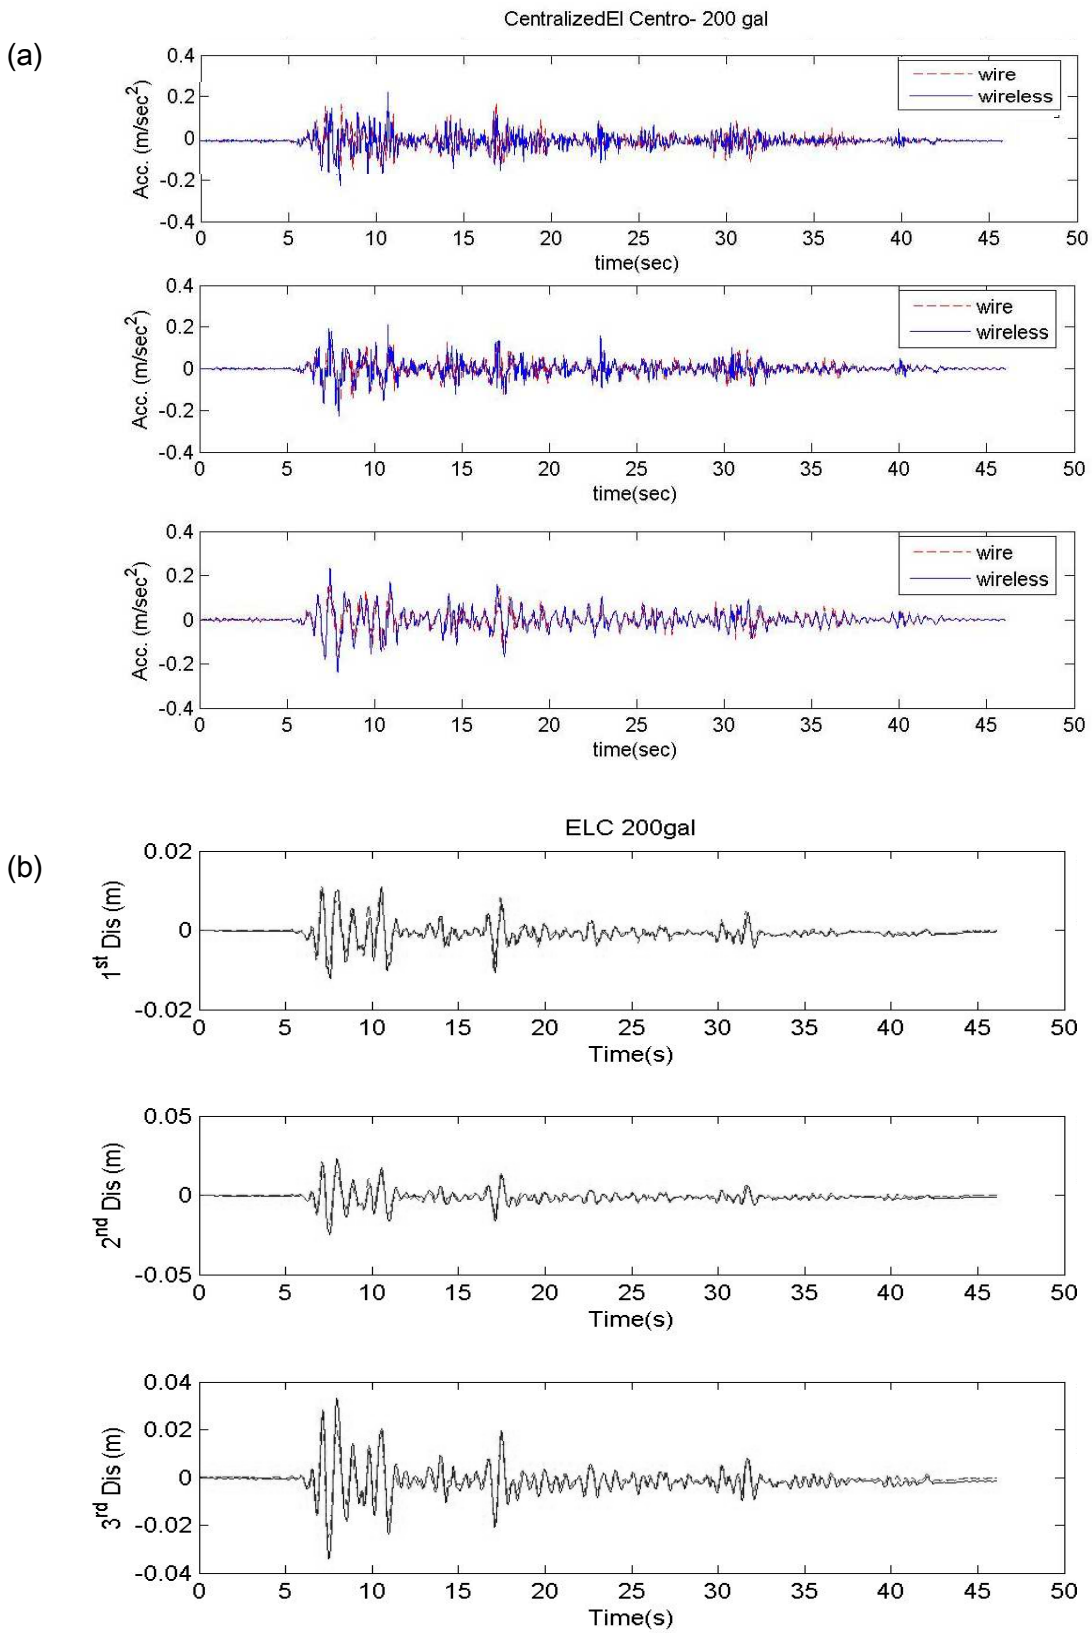 CentralizedEl Centro- 200 gal
(a)
0.4
0.2
0
-0.2
-0.4
Acc. (m/sec²)
wire
wireless
0 5 10 15 20 25 30 35 40 45 50
time(sec)
0.4
0.2
0
-0.2
-0.4
Acc. (m/sec²)
wire
wireless
0 5 10 15 20 25 30 35 40 45 50
time(sec)
0.4
0.2
0
-0.2
-0.4
Acc. (m/sec²)
wire
wireless
0 5 10 15 20 25 30 35 40 45 50
time(sec)
ELC 200gal
(b)
0.02
0
-0.02
1st Dis (m)
0 5 10 15 20 25 30 35 40 45 50
Time(s)
0.05
0
-0.05
2nd Dis (m)
0 5 10 15 20 25 30 35 40 45 50
Time(s)
0.04
0.02
0
-0.02
-0.04
3rd Dis (m)
0 5 10 15 20 25 30 35 40 45 50
Time(s)